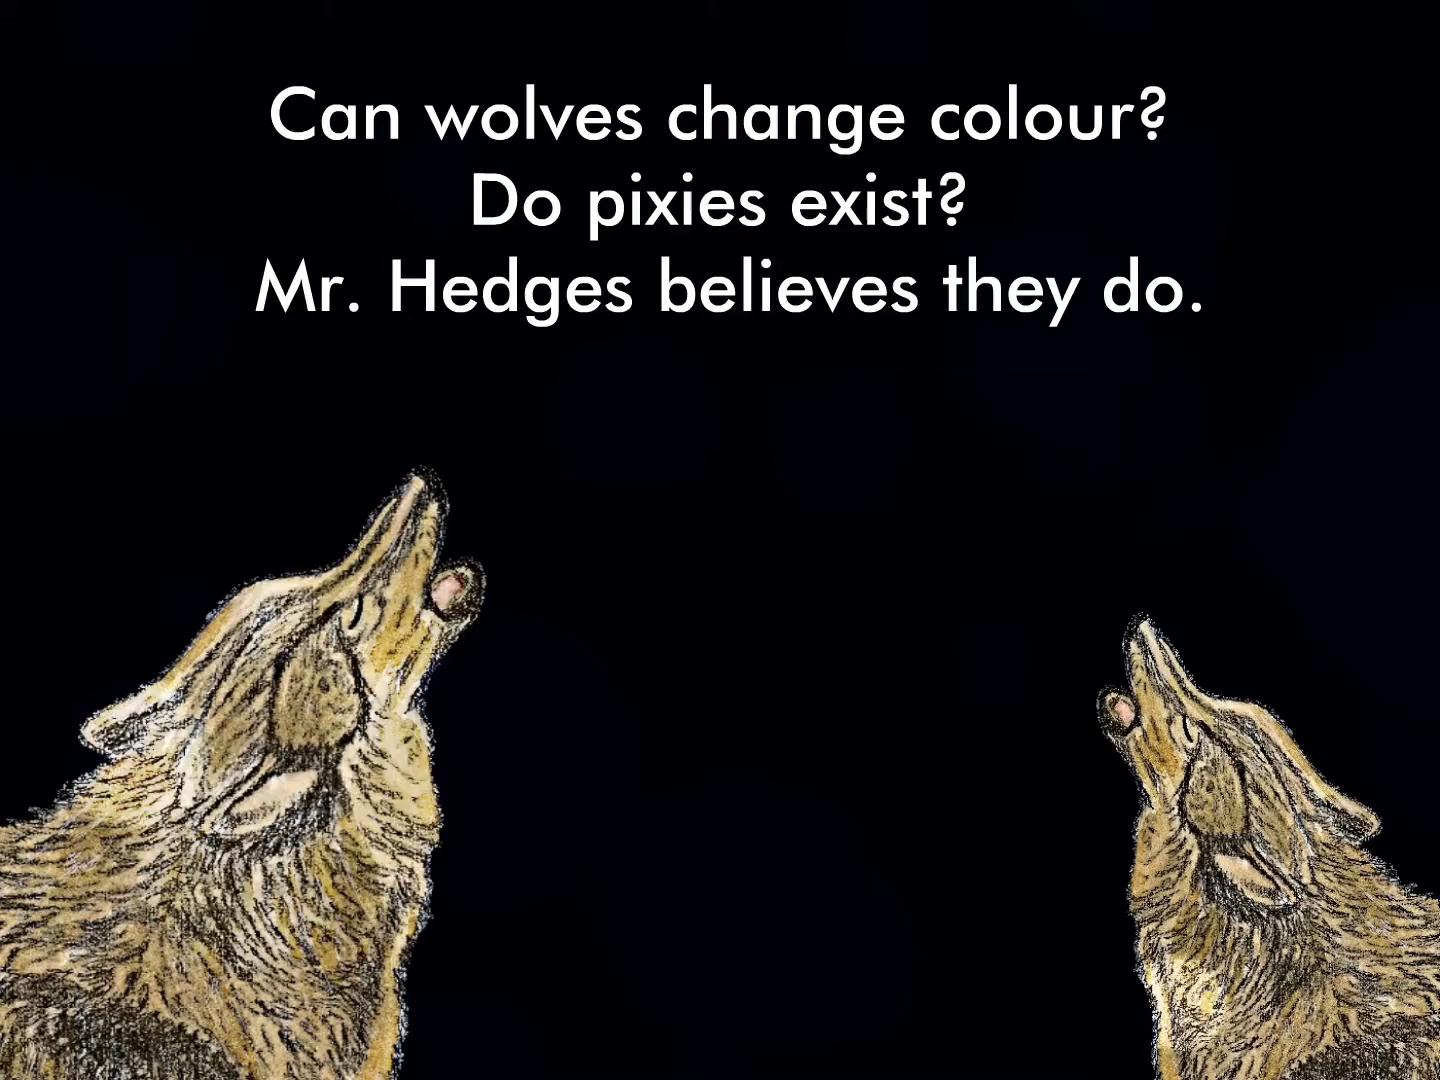 Can wolves change colour?
Do pixies exist?
Mr. Hedges believes they do.